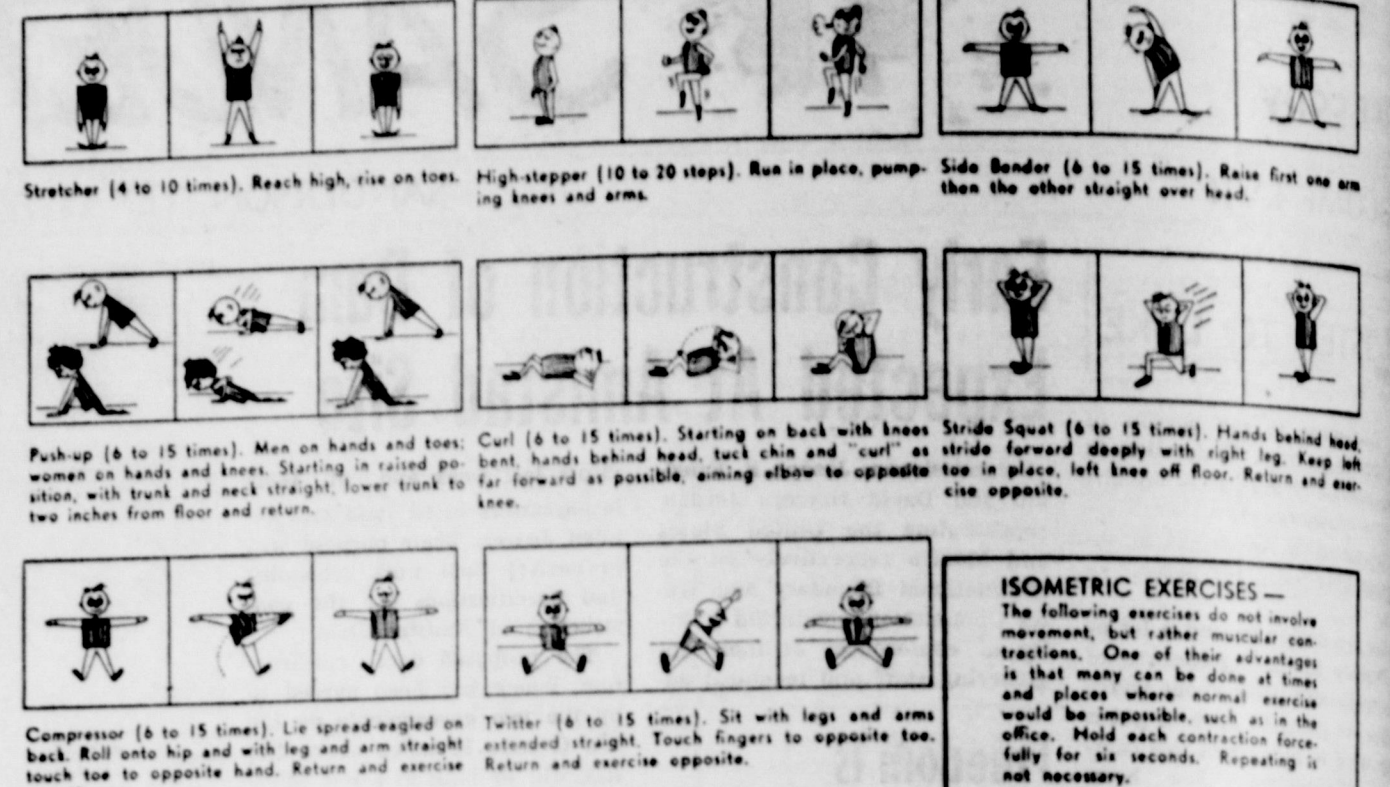 Stretcher (4 to 10 times). Reach high, rise on toes.
High-stepper (10 to 20 steps). Run in place, pump-
ing knees and arms.
Side Bender (6 to 15 times). Raise first one arm
then the other straight over head.
Push-up (6 to 15 times). Men on hands and toes;
women on hands and knees. Starting in raised po-
sition, with trunk and neck straight, lower trunk to
two inches from floor and return.
Curl (6 to 15 times). Starting on back with knees
bent, hands behind head, tuck chin and "curl" as
far forward as possible, aiming elbow to opposite
knee.
Stride Squat (6 to 15 times). Hands behind head,
stride forward deeply with right leg. Keep left
toe in place, left knee off floor. Return and exer-
cise opposite.
Compressor (6 to 15 times). Lie spread-eagled on
back. Roll onto hip and with leg and arm straight
touch toe to opposite hand. Return and exercise
Twister (6 to 15 times). Sit with legs and arms
extended straight. Touch fingers to opposite toe.
Return and exercise opposite.
ISOMETRIC EXERCISES—
The following exercises do not involve
movement, but rather muscular con-
tractions. One of their advantages
is that many can be done at times
and places where normal exercise
would be impossible, such as in the
office. Hold each contraction force-
fully for six seconds. Repeating is
not necessary.